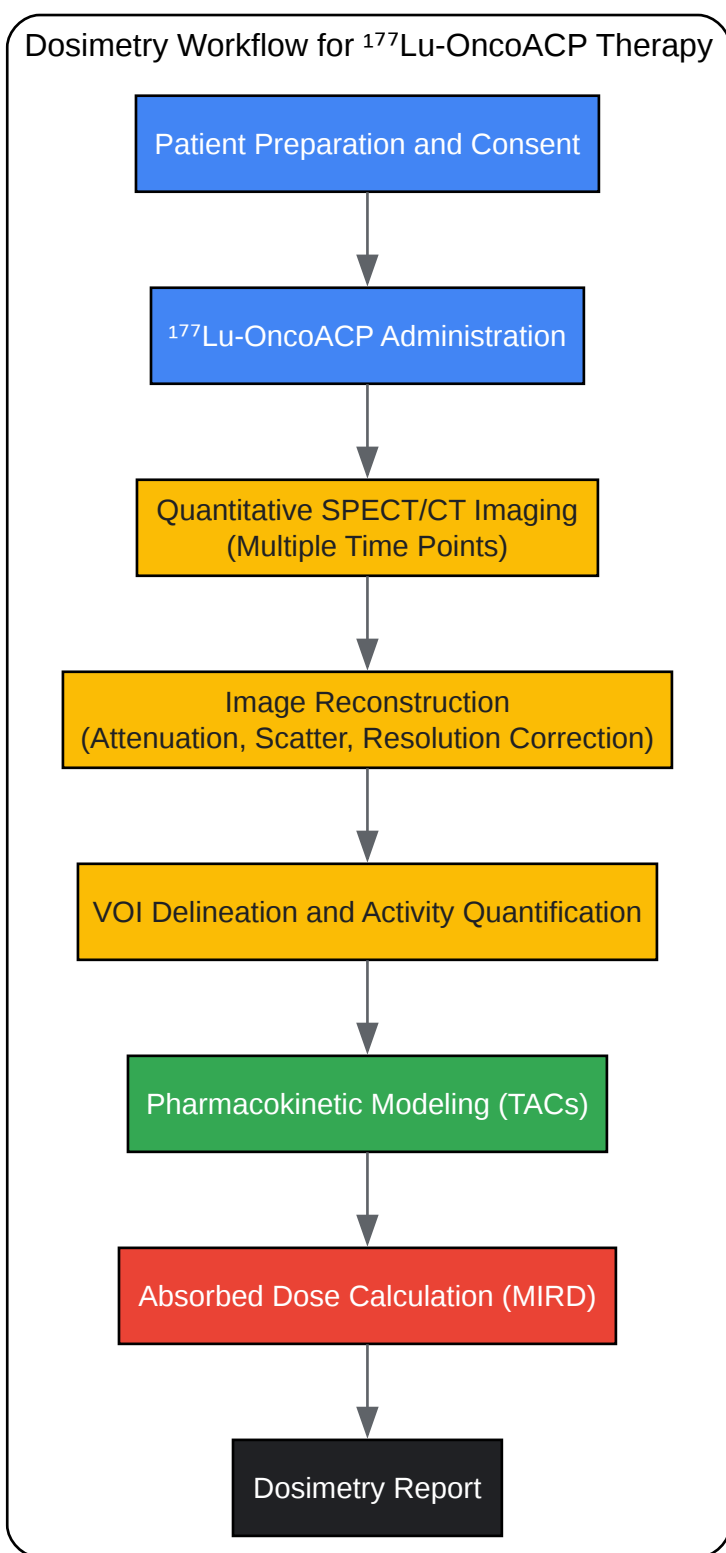 Dosimetry Workflow for ¹⁷⁷Lu-OncoACP Therapy
Patient Preparation and Consent
¹⁷⁷Lu-OncoACP Administration
Quantitative SPECT/CT Imaging
(Multiple Time Points)
Image Reconstruction
(Attenuation, Scatter, Resolution Correction)
VOI Delineation and Activity Quantification
Pharmacokinetic Modeling (TACs)
Absorbed Dose Calculation (MIRD)
Dosimetry Report